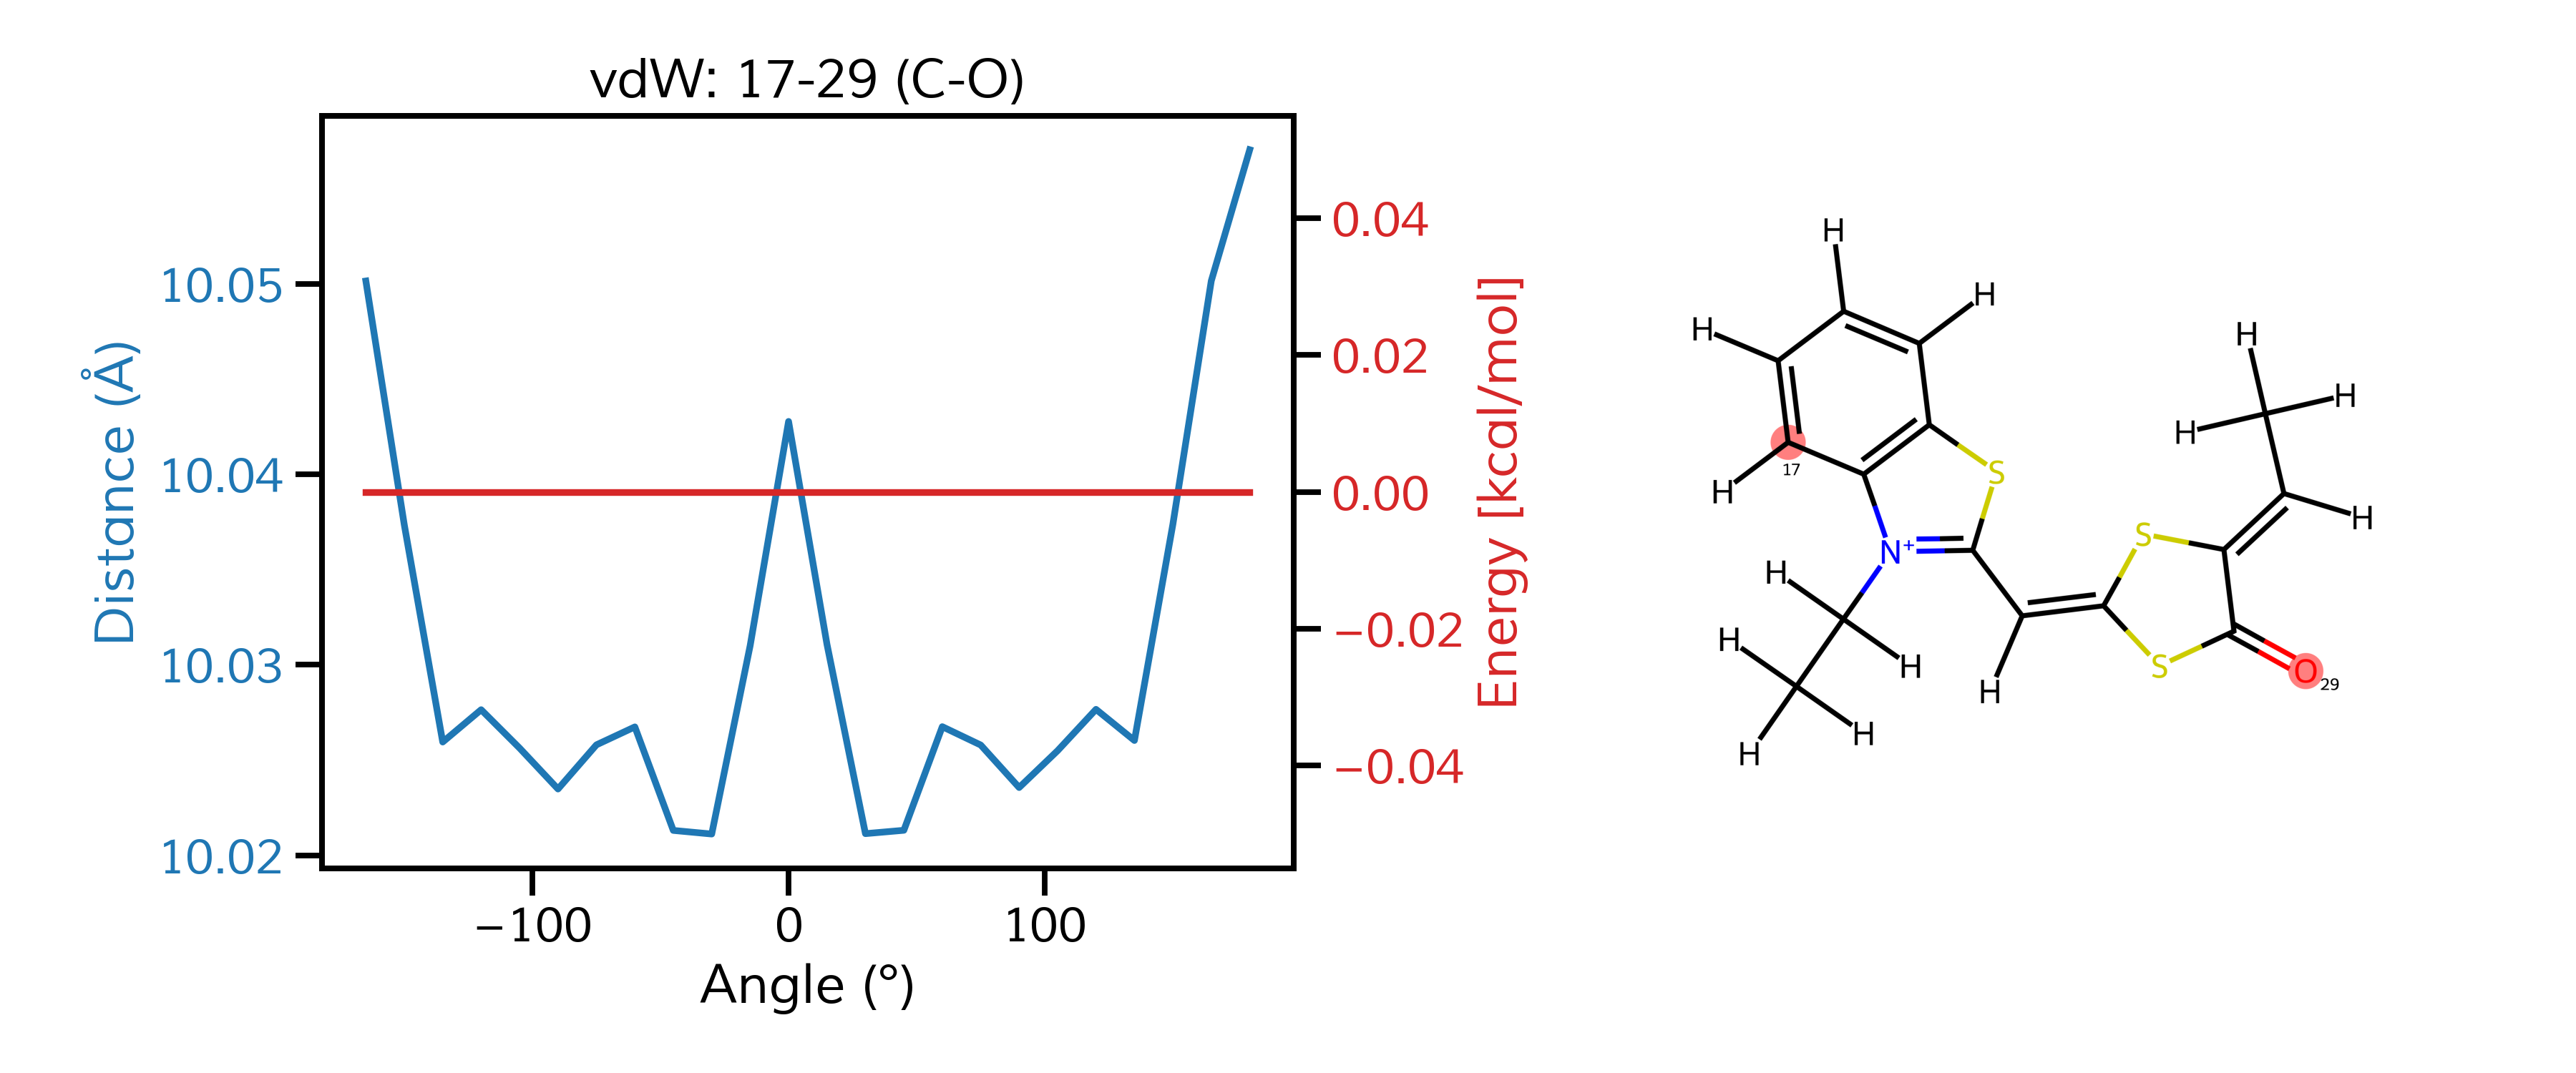 vdW: 17-29 (C-O)
Distance (Å)
10.05
10.04
10.03
10.02
−100
0
100
Angle (°)
0.04
0.02
0.00
−0.02
−0.04
Energy [kcal/mol]
H
H
H
H
H
H
H
17
H
S
H
S
N+
H
H
H
S
O 29
H
H
H